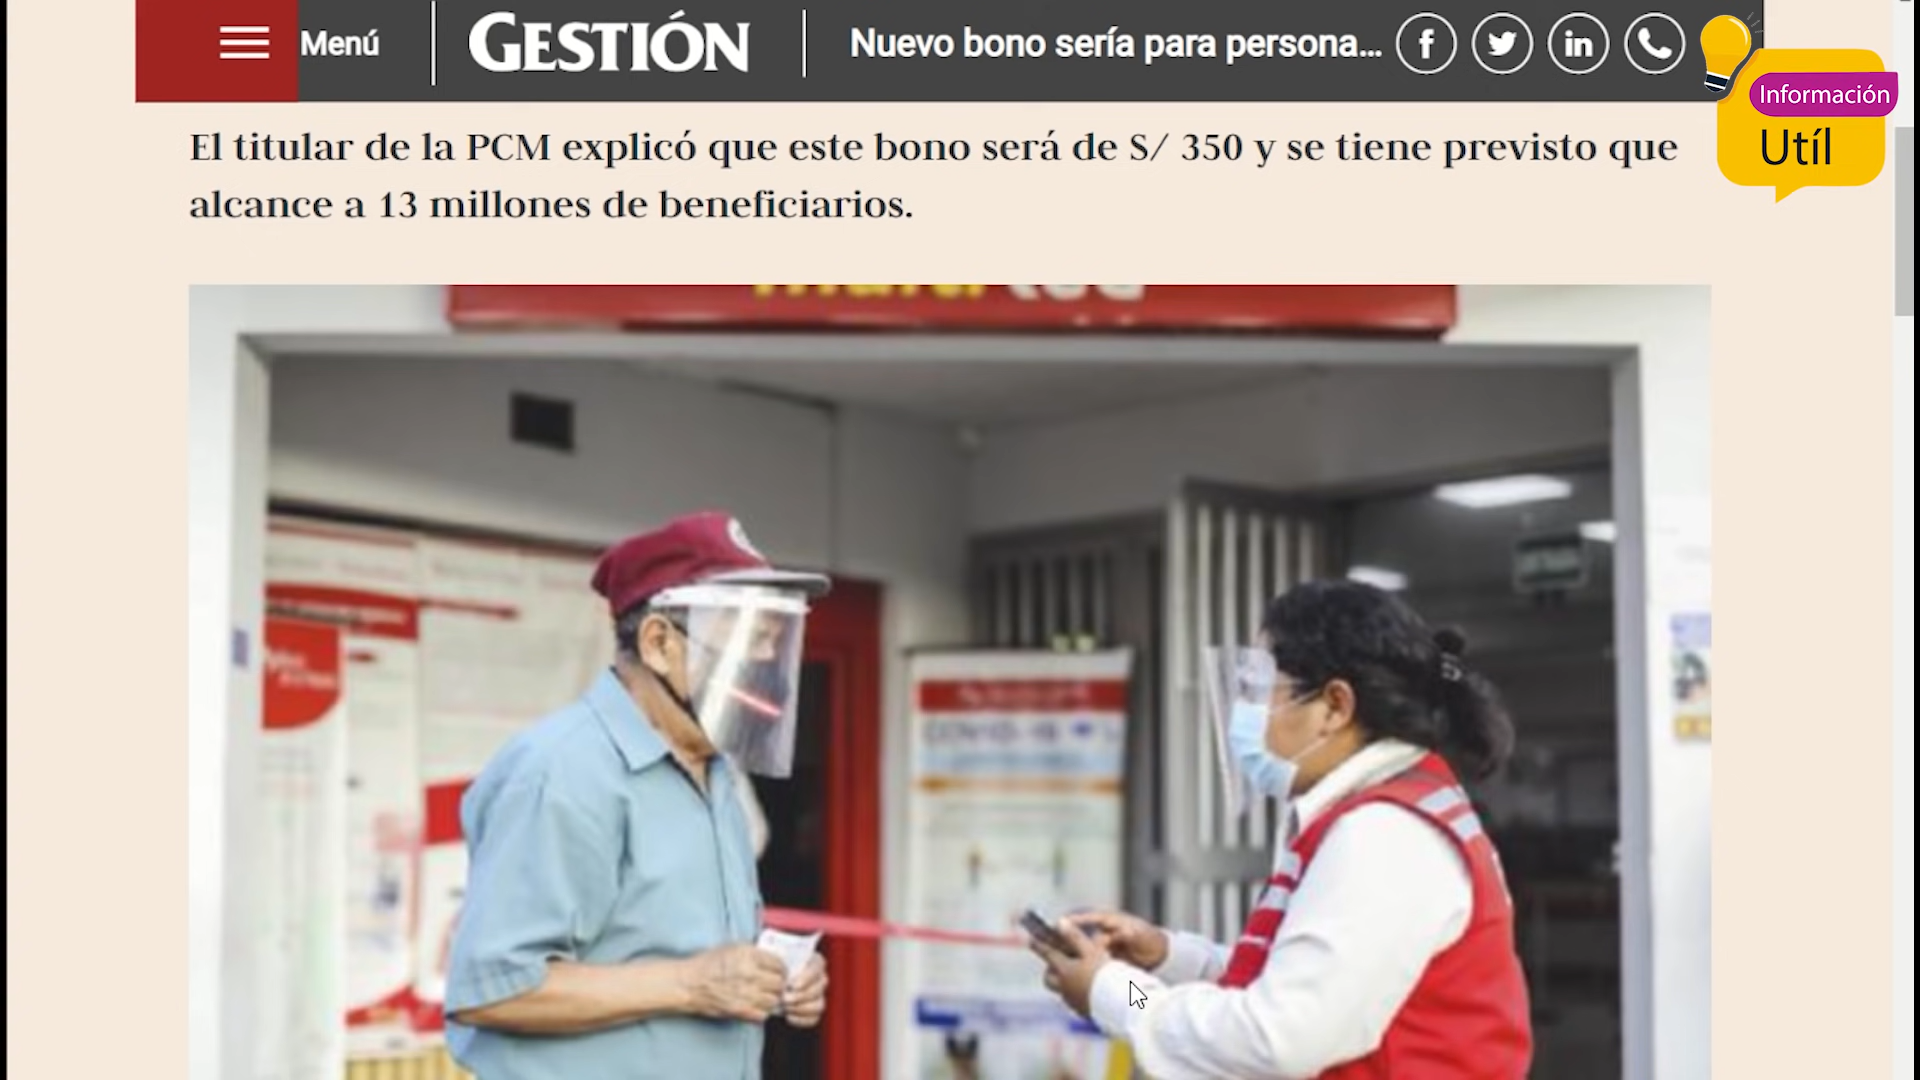 Menú
GESTIÓN
Nuevo bono sería para persona...
Información
Utíl
El titular de la PCM explicó que este bono será de S/ 350 y se tiene previsto que
alcance a 13 millones de beneficiarios.
COVID-19